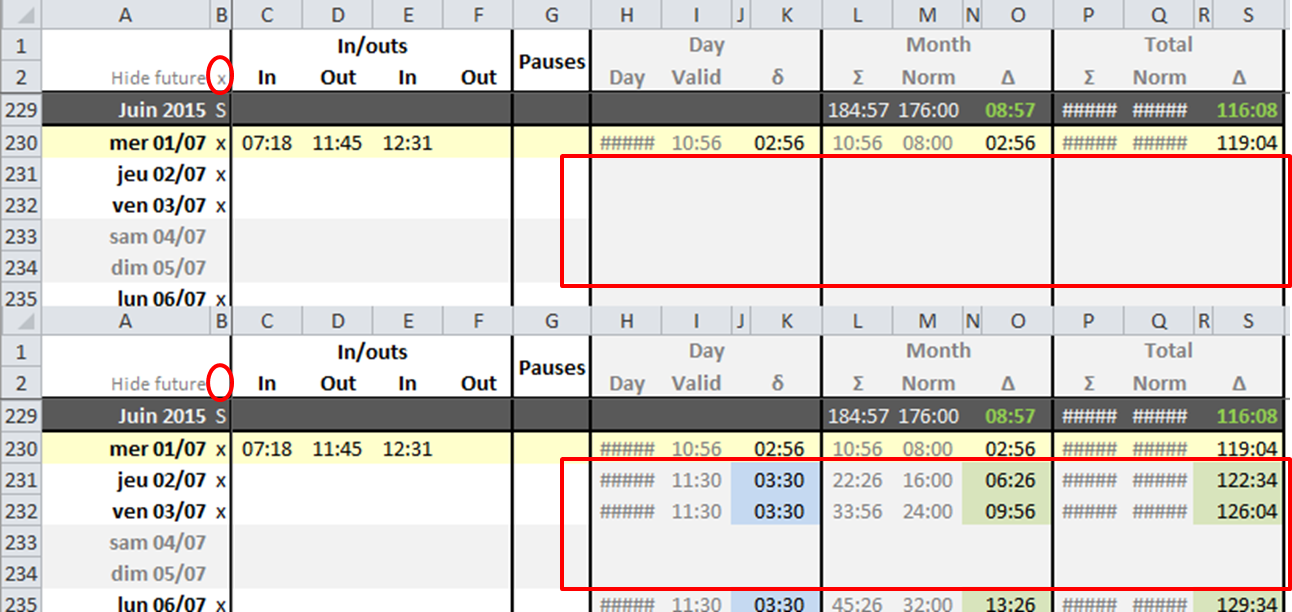 A B C D E F G H I J K L M N O P Q R S
1 In/outs Pauses Day Month Total
2 Hide future x In Out In Out Day Valid δ Σ Norm Δ Σ Norm Δ
229 Juin 2015 S 184:57 176:00 08:57 ##### ##### 116:08
230 mer 01/07 x 07:18 11:45 12:31 ##### 10:56 02:56 10:56 08:00 02:56 ##### ##### 119:04
231 jeu 02/07 x
232 ven 03/07 x
233 sam 04/07
234 dim 05/07
235 lun 06/07 x
A B C D E F G H I J K L M N O P Q R S
1 In/outs Pauses Day Month Total
2 Hide future In Out In Out Day Valid δ Σ Norm Δ Σ Norm Δ
229 Juin 2015 S 184:57 176:00 08:57 ##### ##### 116:08
230 mer 01/07 x 07:18 11:45 12:31 ##### 10:56 02:56 10:56 08:00 02:56 ##### ##### 119:04
231 jeu 02/07 x ##### 11:30 03:30 22:26 16:00 06:26 ##### ##### 122:34
232 ven 03/07 x ##### 11:30 03:30 33:56 24:00 09:56 ##### ##### 126:04
233 sam 04/07
234 dim 05/07
235 lun 06/07 x ##### 11:30 03:30 45:26 32:00 13:26 ##### ##### 129:34